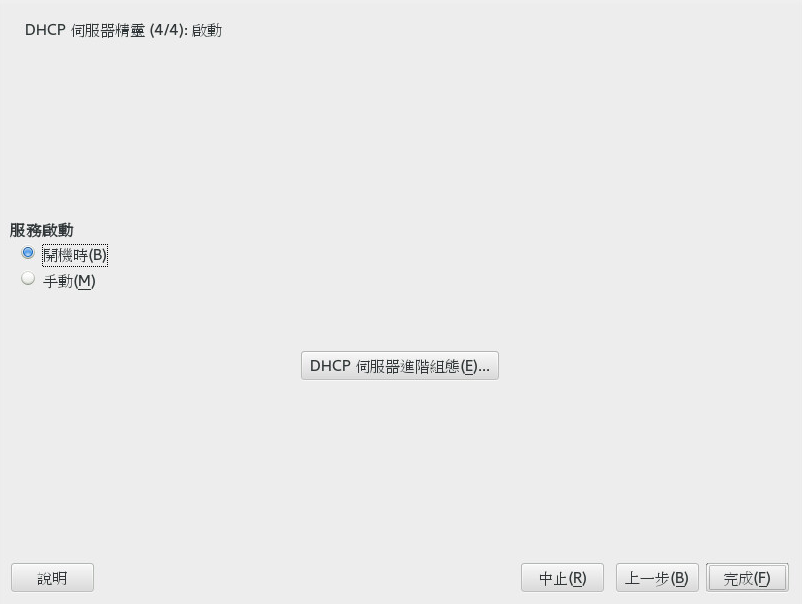 DHCP 伺服器精靈 (4/4): 啟動
服務啟動
開機時(B)
手動(M)
DHCP 伺服器進階組態(E)...
說明
中止(R)
上一步(B)
完成(F)